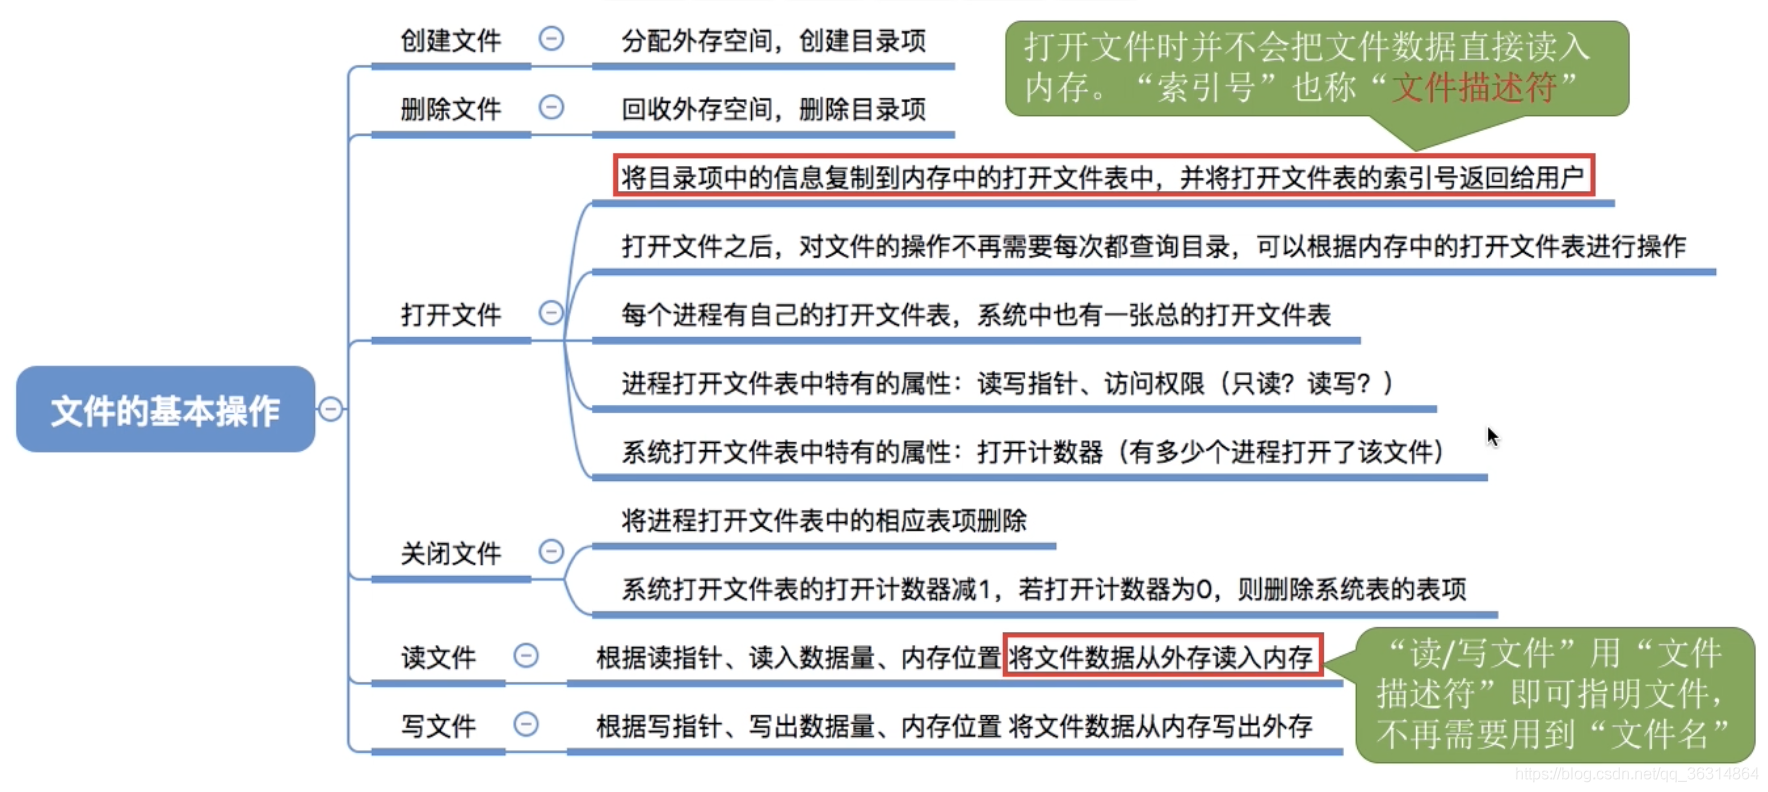 创建文件
分配外存空间，创建目录项
打开文件时并不会把文件数据直接读入
内存。“索引号”也称“文件描述符”
删除文件
回收外存空间，删除目录项
将目录项中的信息复制到内存中的打开文件表中，并将打开文件表的索引号返回给用户
打开文件之后，对文件的操作不再需要每次都查询目录，可以根据内存中的打开文件表进行操作
打开文件
每个进程有自己的打开文件表，系统中也有一张总的打开文件表
进程打开文件表中特有的属性：读写指针、访问权限（只读？读写？）
文件的基本操作
系统打开文件表中特有的属性：打开计数器（有多少个进程打开了该文件）
将进程打开文件表中的相应表项删除
关闭文件
系统打开文件表的打开计数器减1，若打开计数器为0，则删除系统表的表项
读文件
根据读指针、读入数据量、内存位置 将文件数据从外存读入内存
“读/写文件”用“文件
描述符”即可指明文件，
不再需要用到“文件名”
写文件
根据写指针、写出数据量、内存位置 将文件数据从内存写出外存
https://blog.csdn.net/qq_36314864